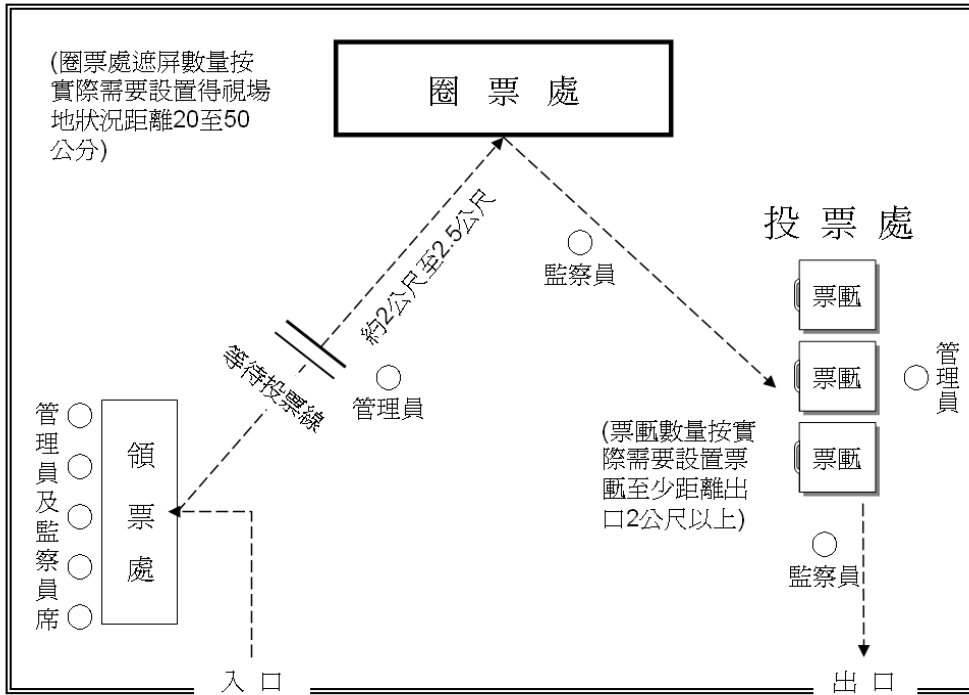 (圈票處遮屏數量按
實際需要設置得視場
地狀況距離20至50
公分)
圈票處
約2公尺至2.5公尺
等待投票線
管理員
監察員
投票處
票匭
票匭
票匭
管理員
(票匭數量按實
際需要設置票
匭至少距離出
口2公尺以上)
監察員
管理員及監察員席
領票處
入口
出口